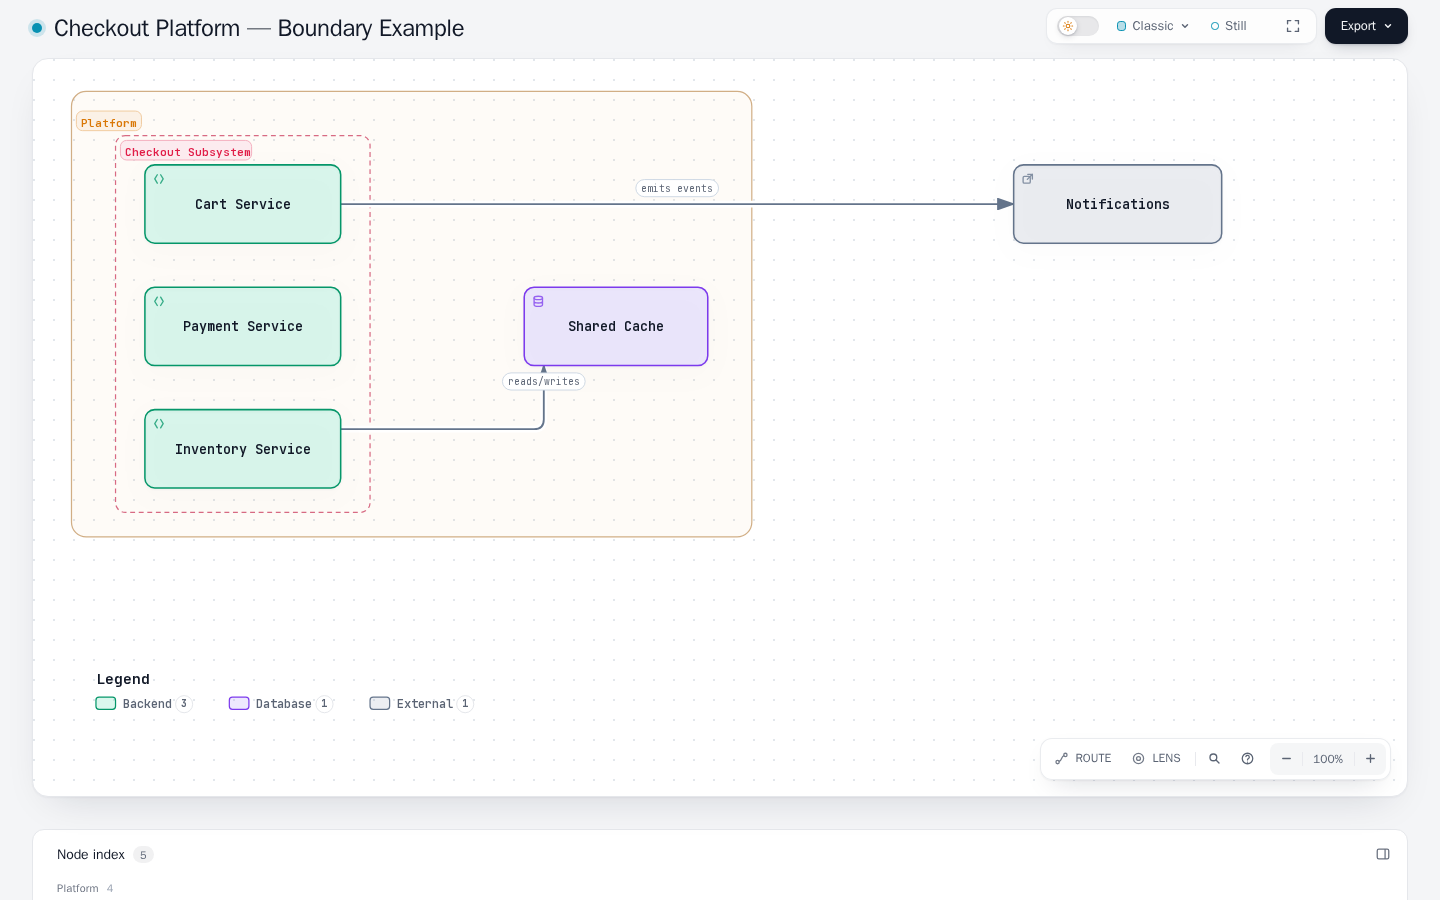 Checkout Platform — Boundary Example
Classic
Still
Export
Platform
Checkout Subsystem
Cart Service
emits events
Notifications
Payment Service
Shared Cache
reads/writes
Inventory Service
Legend
Backend 3
Database 1
External 1
ROUTE
LENS
100%
Node index 5
Platform 4